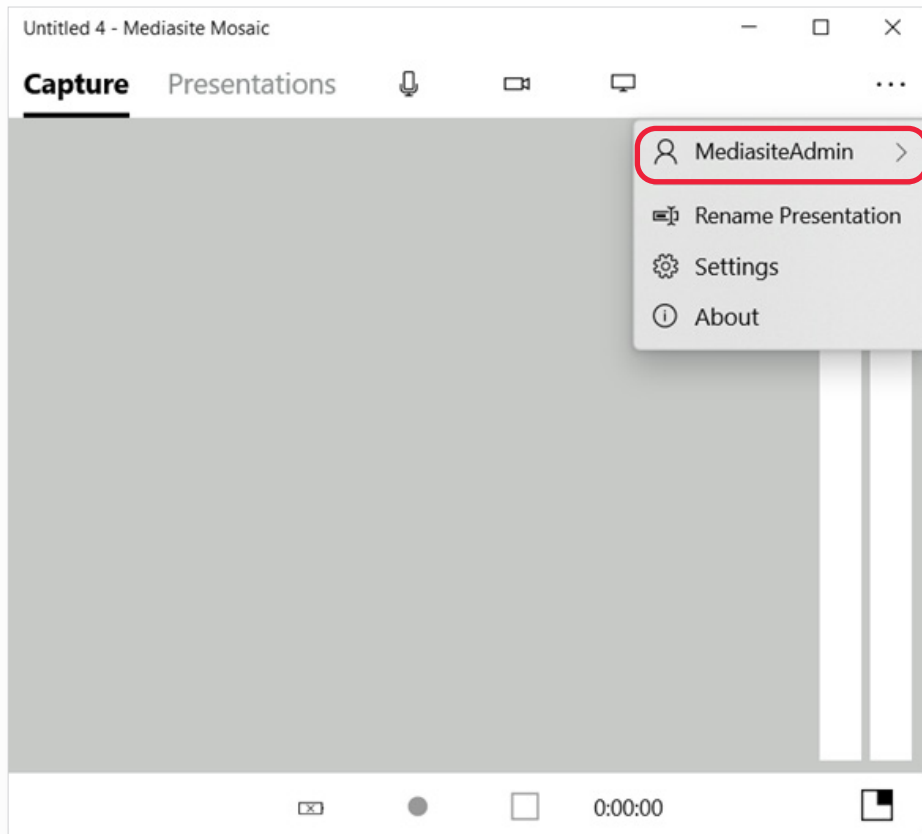 Untitled 4 - Mediasite Mosaic
Capture Presentations
MediasiteAdmin
Rename Presentation
Settings
About
0:00:00